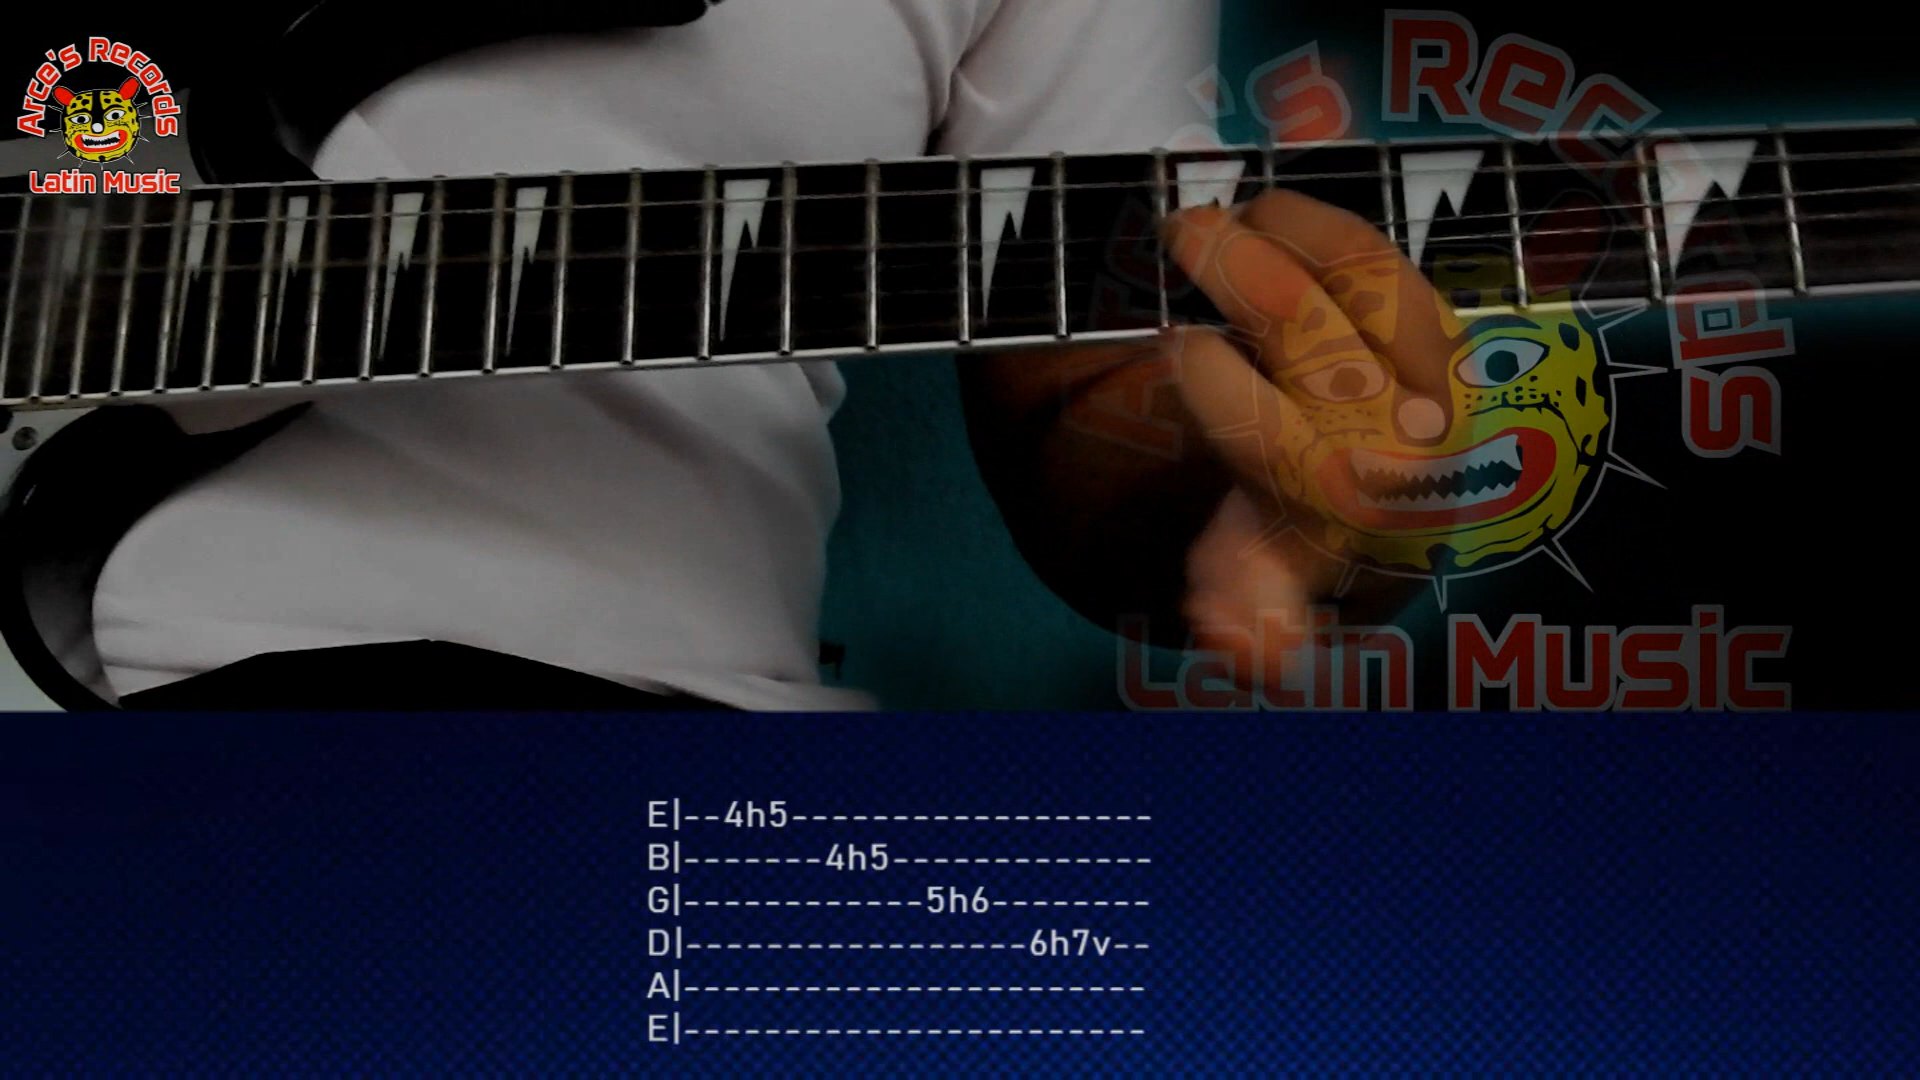 Arce's Records
Latin Music
Arce's Records
Latin Music
E|--4h5------------------
B|-------4h5-------------
G|------------5h6--------
D|-----------------6h7v--
A|-----------------------
E|-----------------------